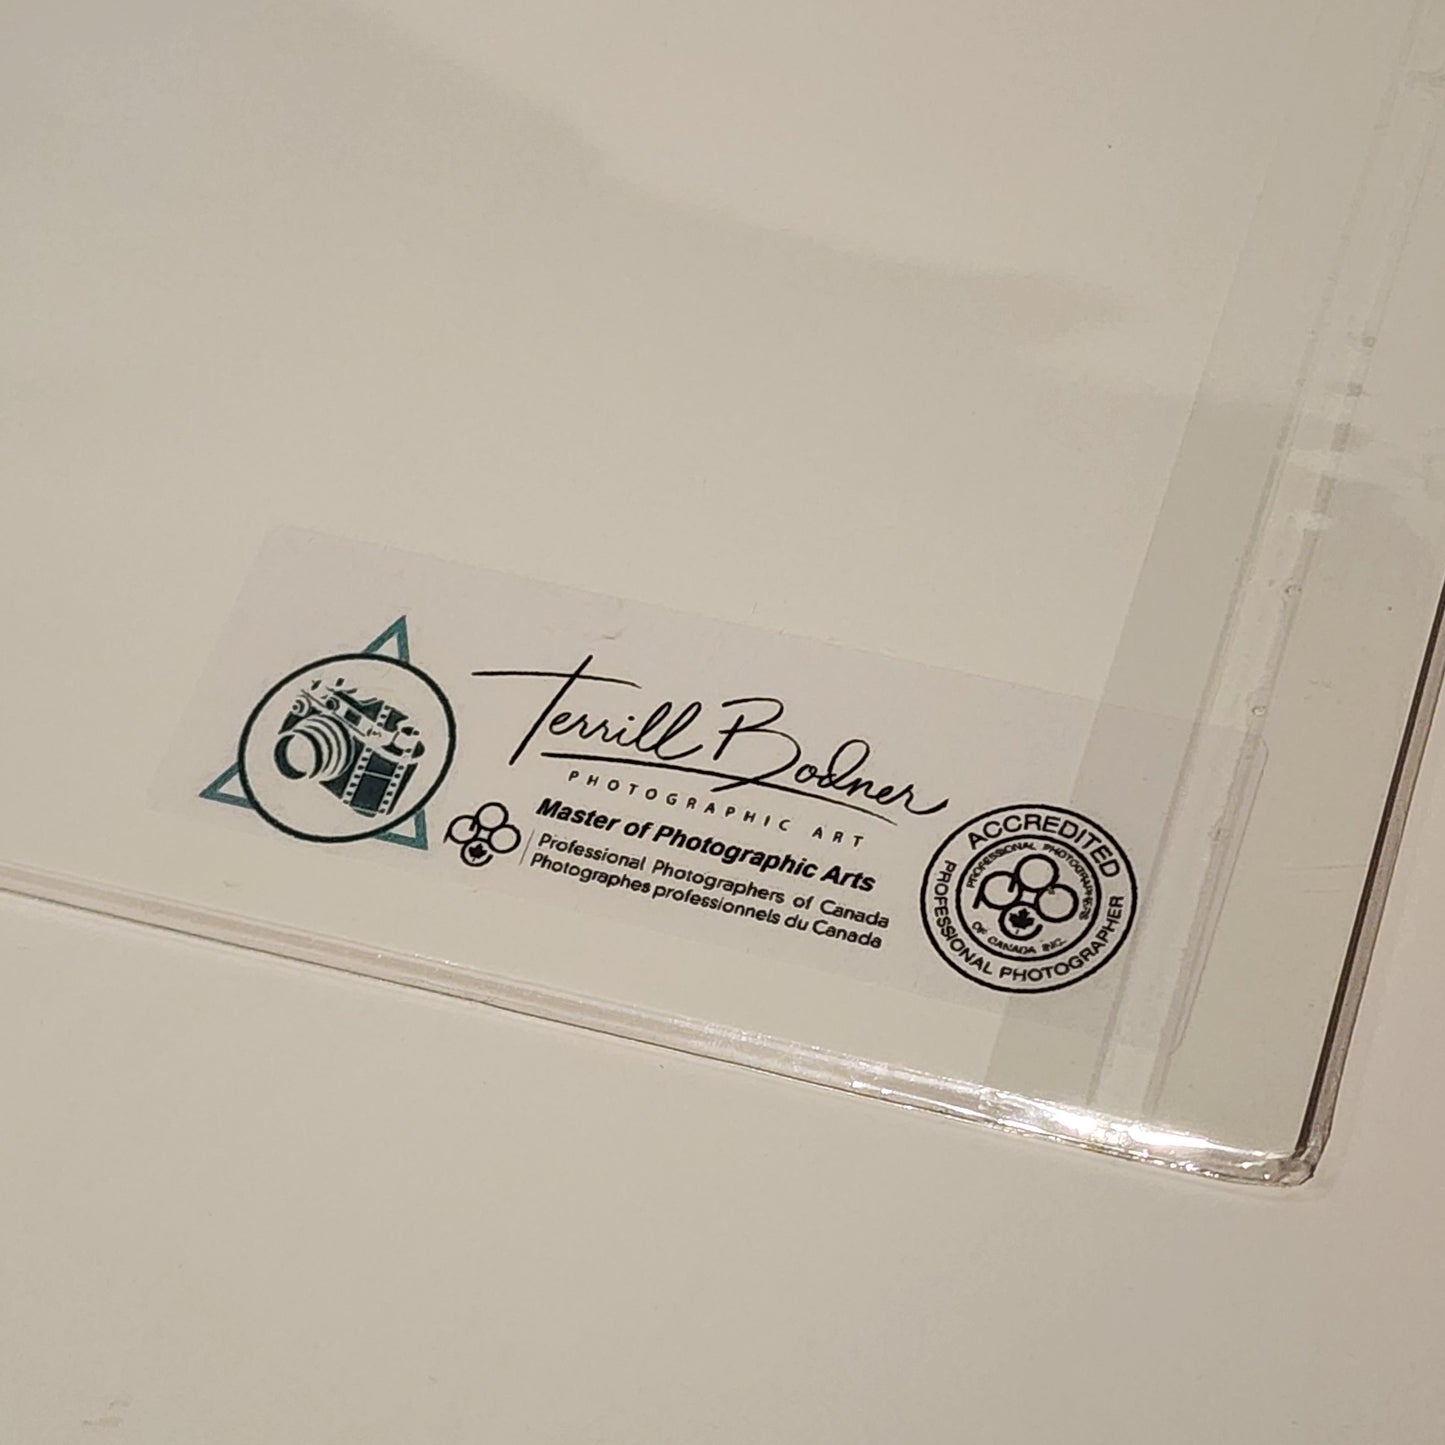 Terrill Bodner
PHOTOGRAPHIC ART
Master of Photographic Arts
Professional Photographers of Canada
Photographes professionnels du Canada
ACCREDITED
PROFESSIONAL PHOTOGRAPHER
PROFESSIONAL PHOTOGRAPHERS
OF CANADA INC.